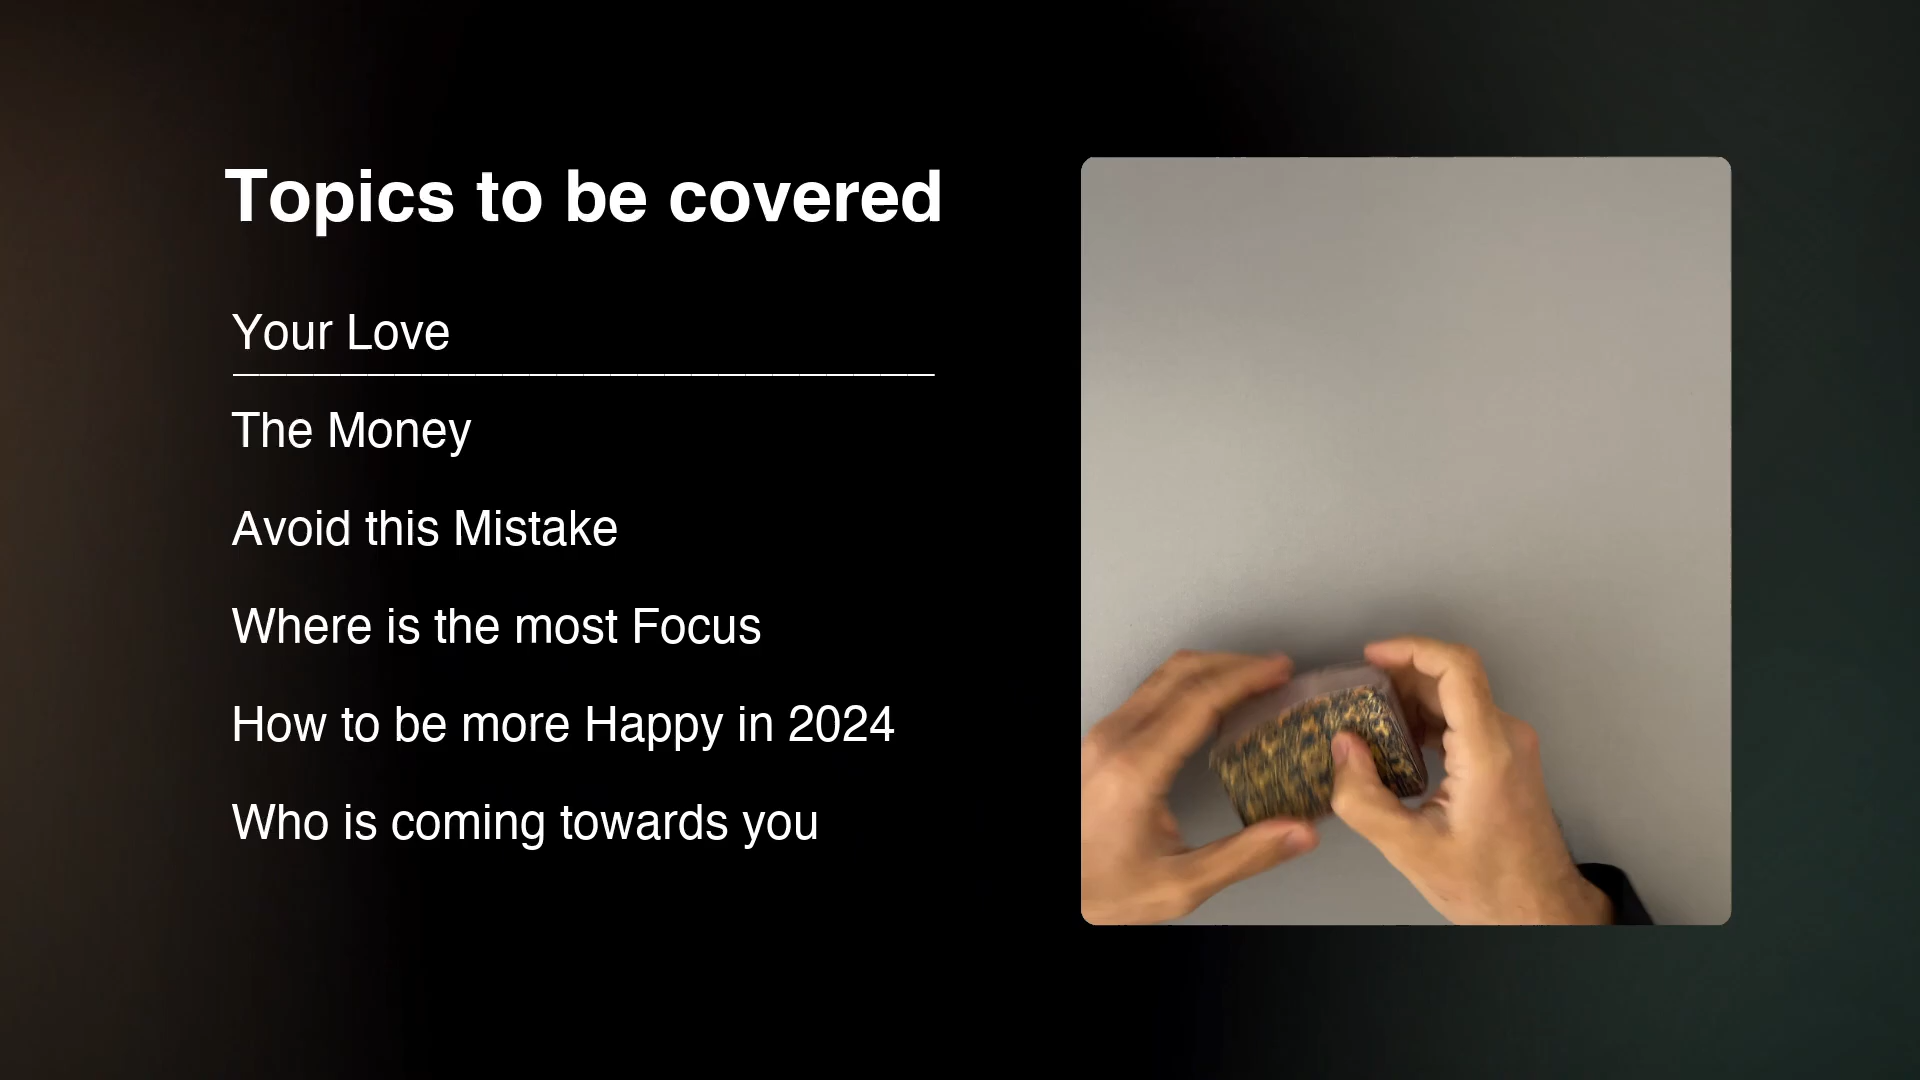 Topics to be covered
Your Love
The Money
Avoid this Mistake
Where is the most Focus
How to be more Happy in 2024
Who is coming towards you